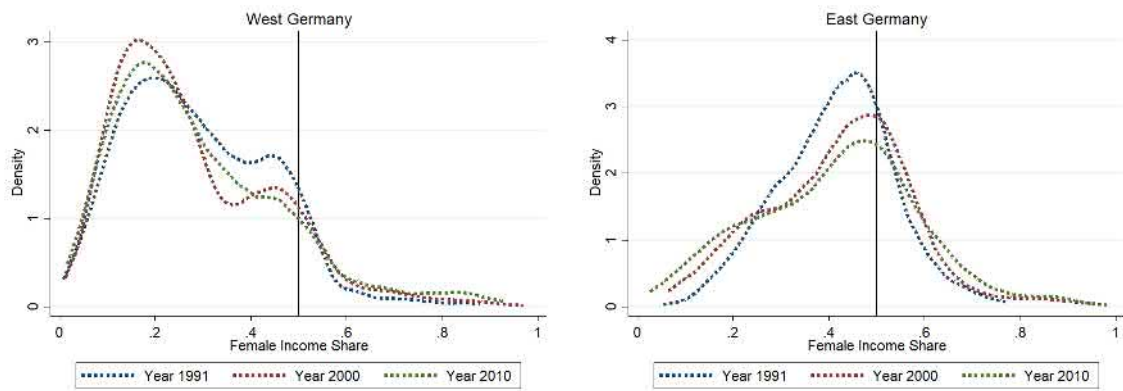 West Germany
3
2
1
0
Density
0
.2
.4
.6
.8
1
Female Income Share
Year 1991
Year 2000
Year 2010
East Germany
4
3
2
1
0
Density
0
.2
.4
.6
.8
1
Female Income Share
Year 1991
Year 2000
Year 2010